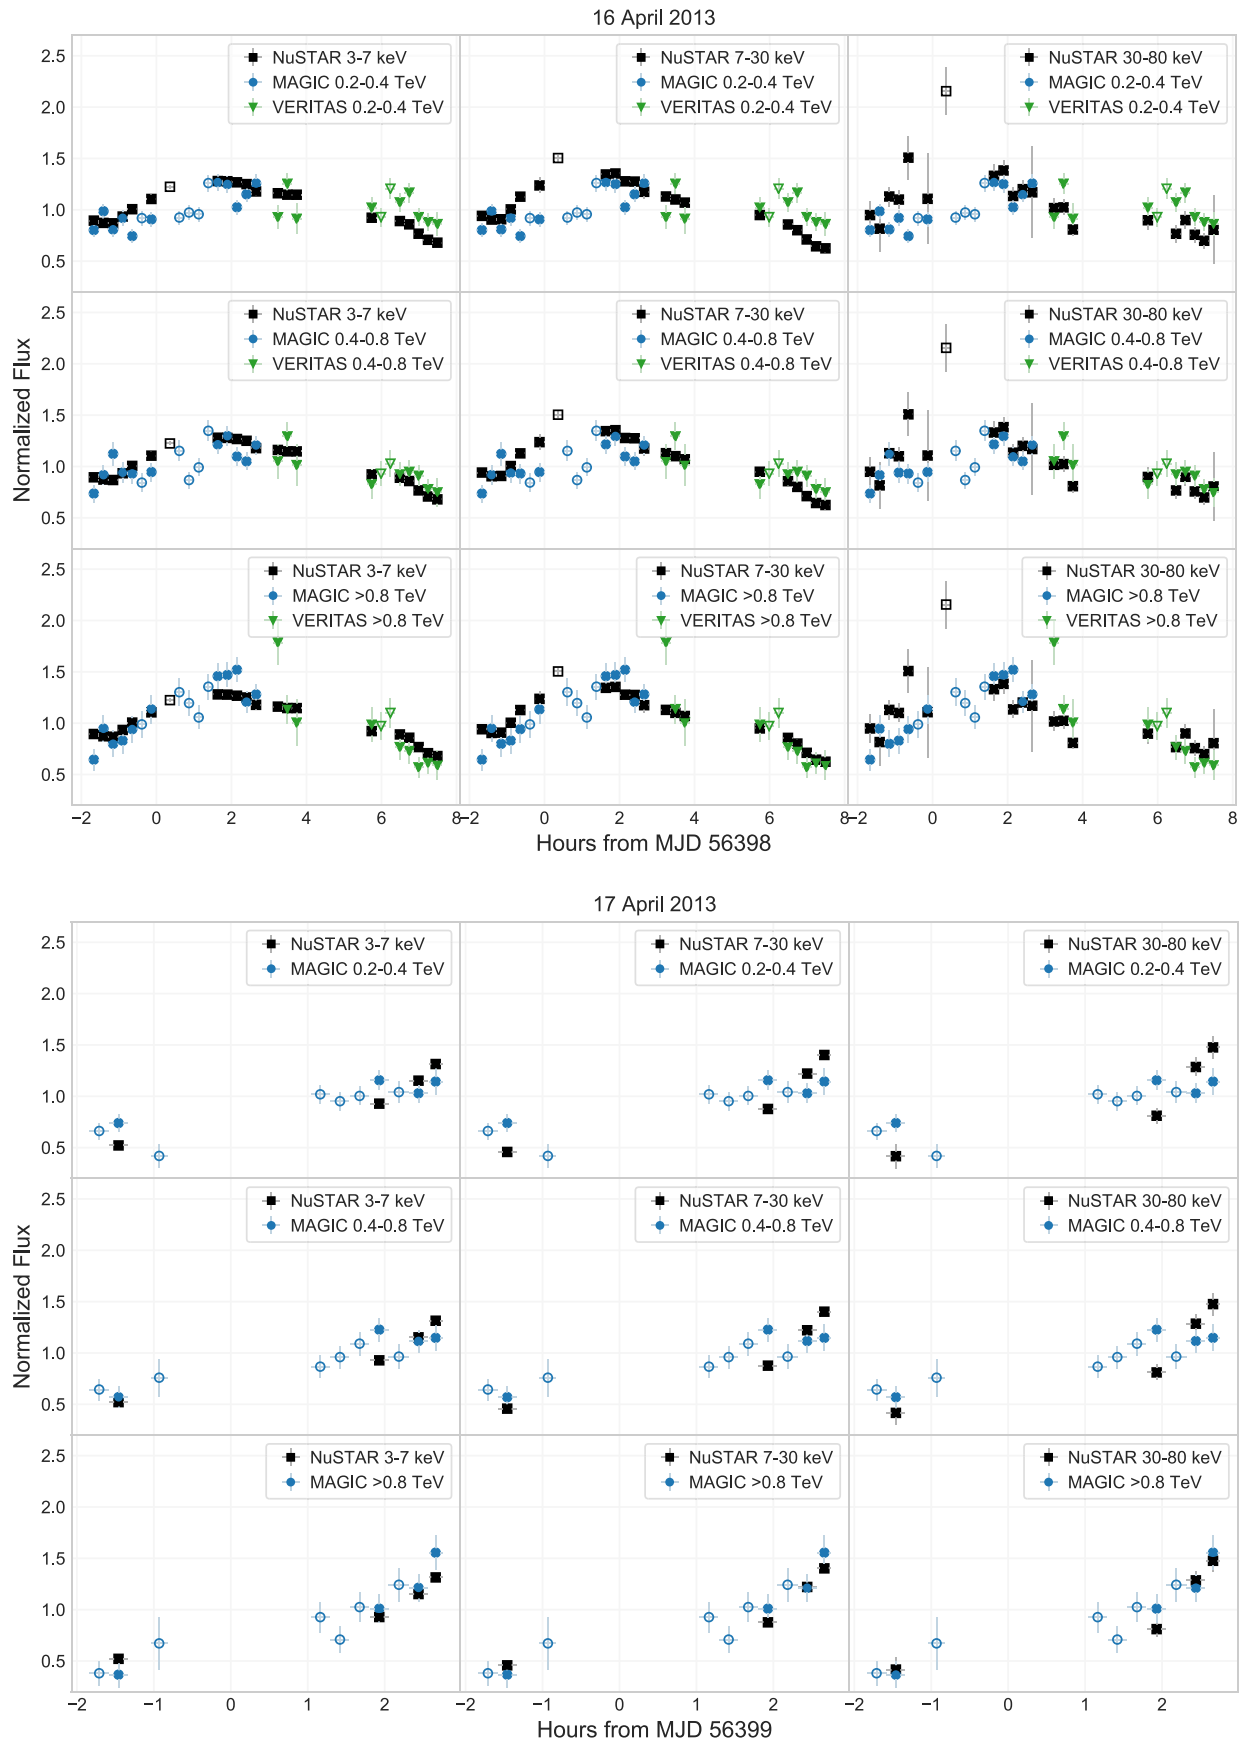 16 April 2013
NuSTAR 3-7 keV
MAGIC 0.2-0.4 TeV
VERITAS 0.2-0.4 TeV
NuSTAR 7-30 keV
MAGIC 0.2-0.4 TeV
VERITAS 0.2-0.4 TeV
NuSTAR 30-80 keV
MAGIC 0.2-0.4 TeV
VERITAS 0.2-0.4 TeV
2.5
2.0
1.5
1.0
0.5
NuSTAR 3-7 keV
MAGIC 0.4-0.8 TeV
VERITAS 0.4-0.8 TeV
NuSTAR 7-30 keV
MAGIC 0.4-0.8 TeV
VERITAS 0.4-0.8 TeV
NuSTAR 30-80 keV
MAGIC 0.4-0.8 TeV
VERITAS 0.4-0.8 TeV
2.5
2.0
1.5
1.0
0.5
Normalized Flux
NuSTAR 3-7 keV
MAGIC >0.8 TeV
VERITAS >0.8 TeV
NuSTAR 7-30 keV
MAGIC >0.8 TeV
VERITAS >0.8 TeV
NuSTAR 30-80 keV
MAGIC >0.8 TeV
VERITAS >0.8 TeV
2.5
2.0
1.5
1.0
0.5
−2 0 2 4 6 8 −2 0 2 4 6 8 −2 0 2 4 6 8
Hours from MJD 56398
17 April 2013
NuSTAR 3-7 keV
MAGIC 0.2-0.4 TeV
NuSTAR 7-30 keV
MAGIC 0.2-0.4 TeV
NuSTAR 30-80 keV
MAGIC 0.2-0.4 TeV
2.5
2.0
1.5
1.0
0.5
NuSTAR 3-7 keV
MAGIC 0.4-0.8 TeV
NuSTAR 7-30 keV
MAGIC 0.4-0.8 TeV
NuSTAR 30-80 keV
MAGIC 0.4-0.8 TeV
2.5
2.0
1.5
1.0
0.5
Normalized Flux
NuSTAR 3-7 keV
MAGIC >0.8 TeV
NuSTAR 7-30 keV
MAGIC >0.8 TeV
NuSTAR 30-80 keV
MAGIC >0.8 TeV
2.5
2.0
1.5
1.0
0.5
−2 −1 0 1 2 −2 −1 0 1 2 −2 −1 0 1 2
Hours from MJD 56399